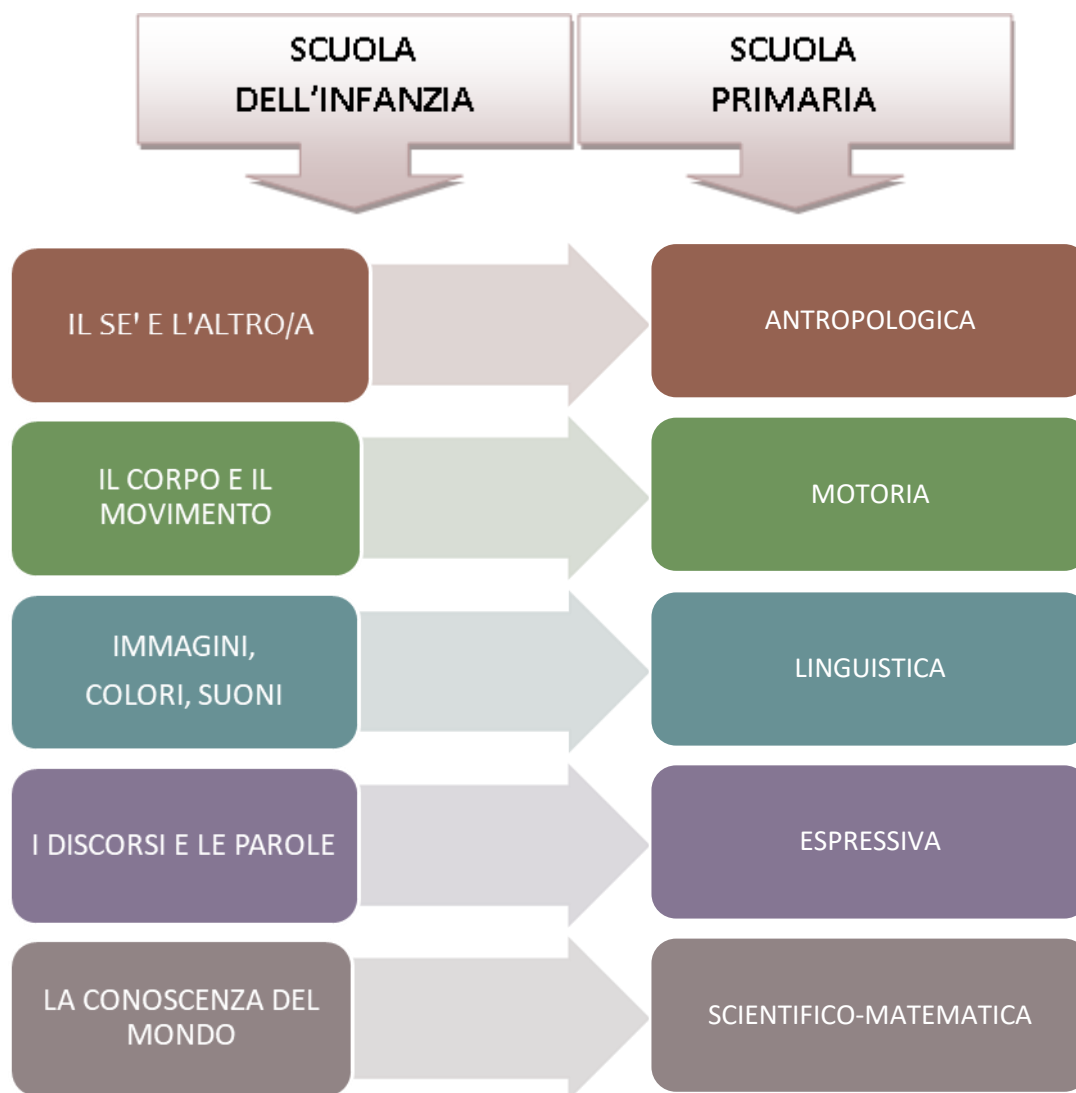 SCUOLA
DELL'INFANZIA
SCUOLA
PRIMARIA
IL SE' E L'ALTRO/A
ANTROPOLOGICA
IL CORPO E IL
MOVIMENTO
MOTORIA
IMMAGINI,
COLORI, SUONI
LINGUISTICA
I DISCORSI E LE PAROLE
ESPRESSIVA
LA CONOSCENZA DEL
MONDO
SCIENTIFICO-MATEMATICA